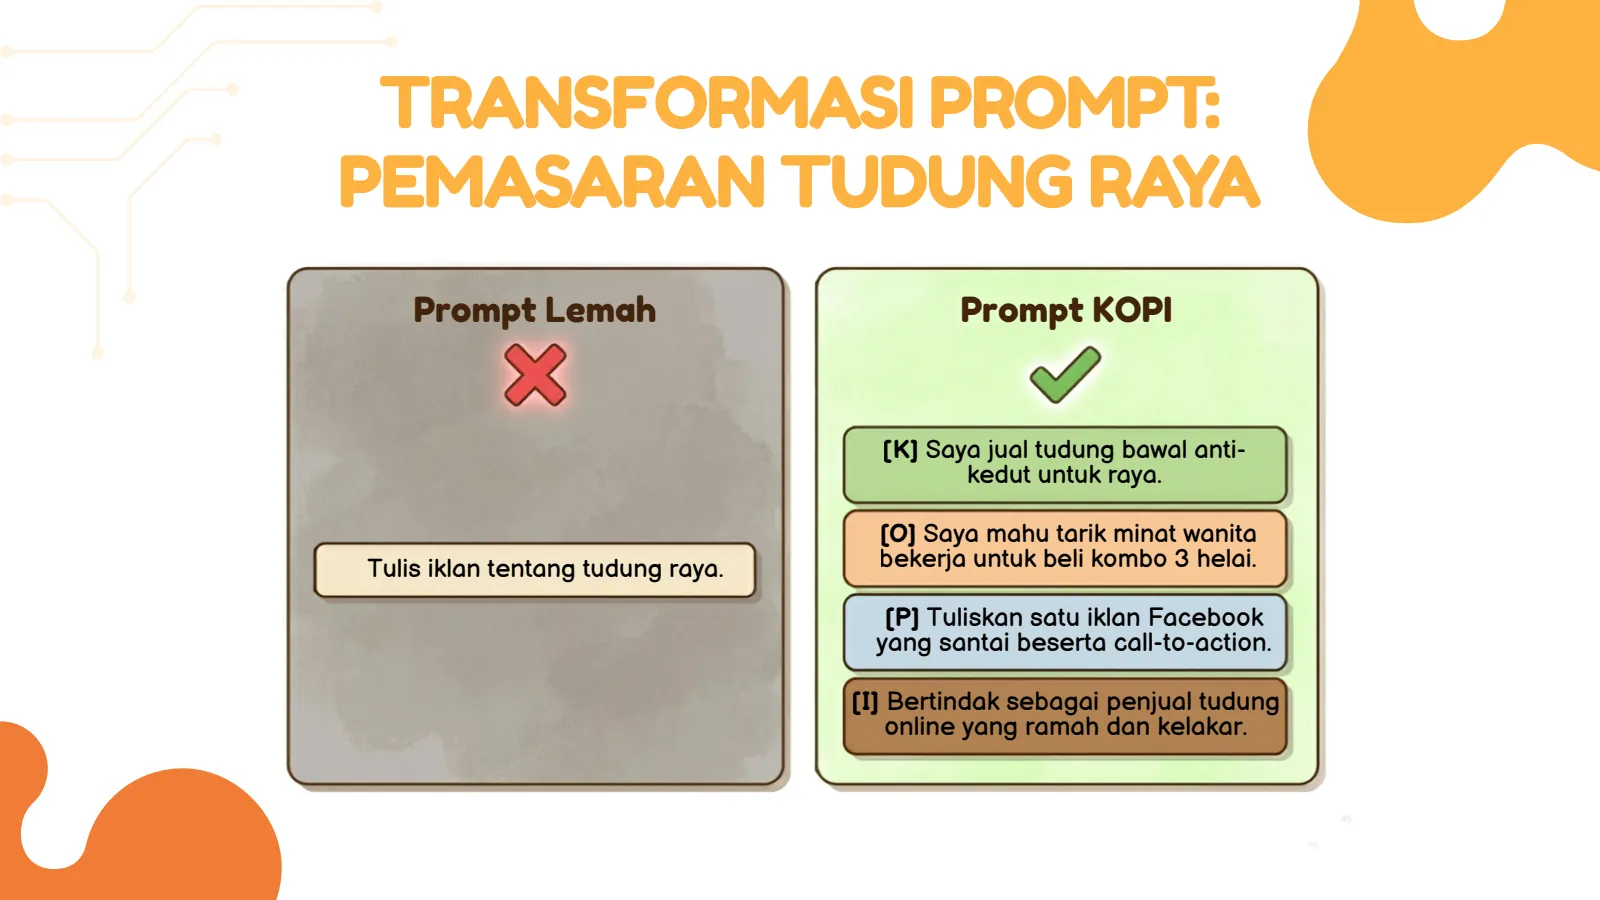 TRANSFORMASI PROMPT:
PEMASARAN TUDUNG RAYA
Prompt Lemah
Tulis iklan tentang tudung raya.
Prompt KOPI
[K] Saya jual tudung bawal anti-
kedut untuk raya.
[O] Saya mahu tarik minat wanita
bekerja untuk beli kombo 3 helai.
[P] Tuliskan satu iklan Facebook
yang santai beserta call-to-action.
[I] Bertindak sebagai penjual tudung
online yang ramah dan kelakar.